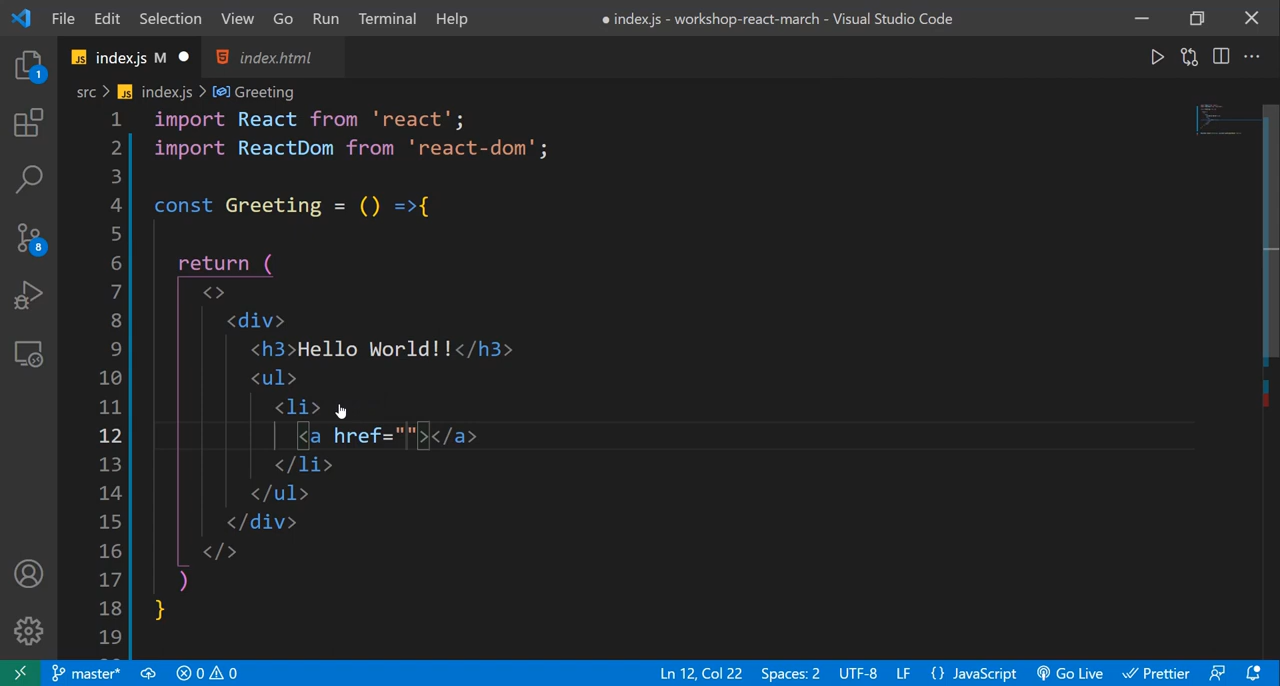 File Edit Selection View Go Run Terminal Help ● index.js - workshop-react-march - Visual Studio Code
JS index.js M ● index.html
src > JS index.js > Greeting
1 import React from 'react';
2 import ReactDom from 'react-dom';
3
4 const Greeting = () =>{
5
6 return (
7 <>
8 <div>
9 <h3>Hello World!!</h3>
10 <ul>
11 <li>
12 <a href=""></a>
13 </li>
14 </ul>
15 </div>
16 </>
17 )
18 }
19
1
8
master* 0 0 Ln 12, Col 22 Spaces: 2 UTF-8 LF {} JavaScript Go Live Prettier